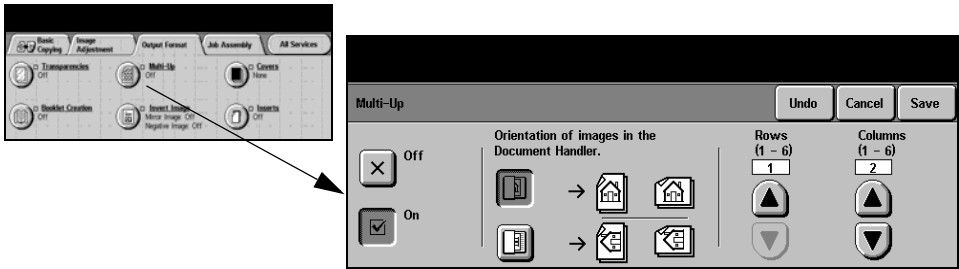 Basic Copying
Image Adjustment
Output Format
Job Assembly
All Services
Transparencies
Off
Multi-Up
Off
Covers
None
Booklet Creation
Off
Invert Image
Mirror Image: Off
Negative Image: Off
Inserts
Off
Multi-Up
Undo
Cancel
Save
Off
On
Orientation of images in the
Document Handler.
Rows
(1 - 6)
1
Columns
(1 - 6)
2